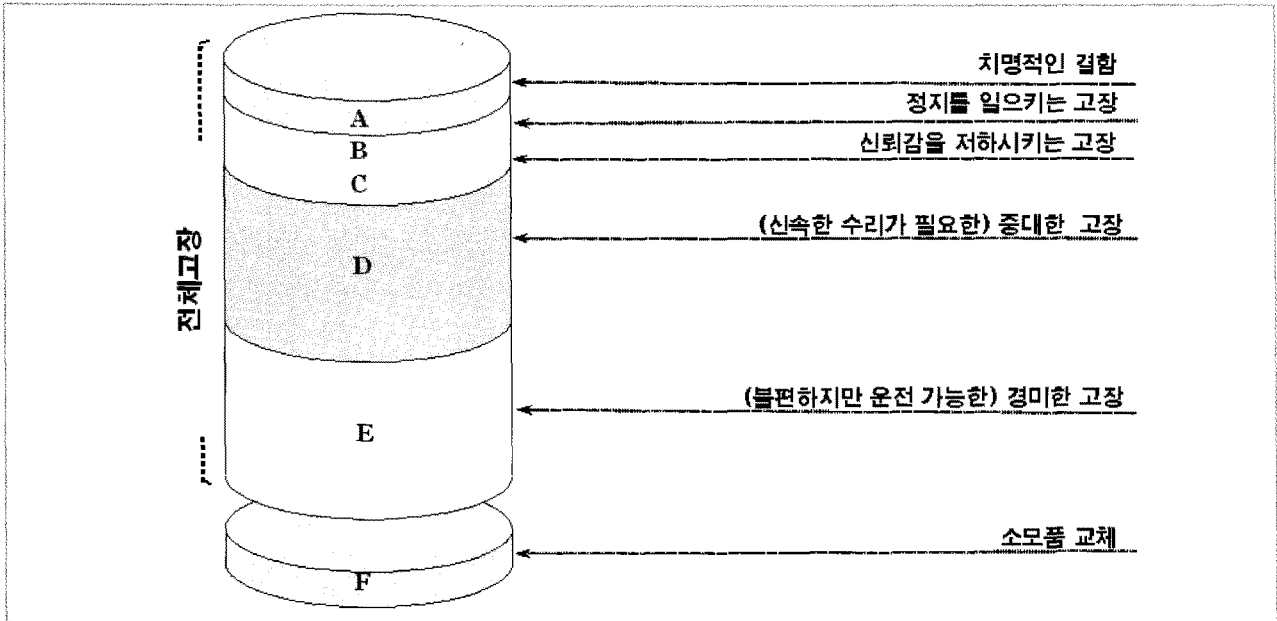 치명적인 결함
정지를 일으키는 고장
A
B
신뢰감을 저하시키는 고장
C
(신속한 수리가 필요한) 중대한 고장
전체고장
D
(불편하지만 운전 가능한) 경미한 고장
E
소모품 교체
F